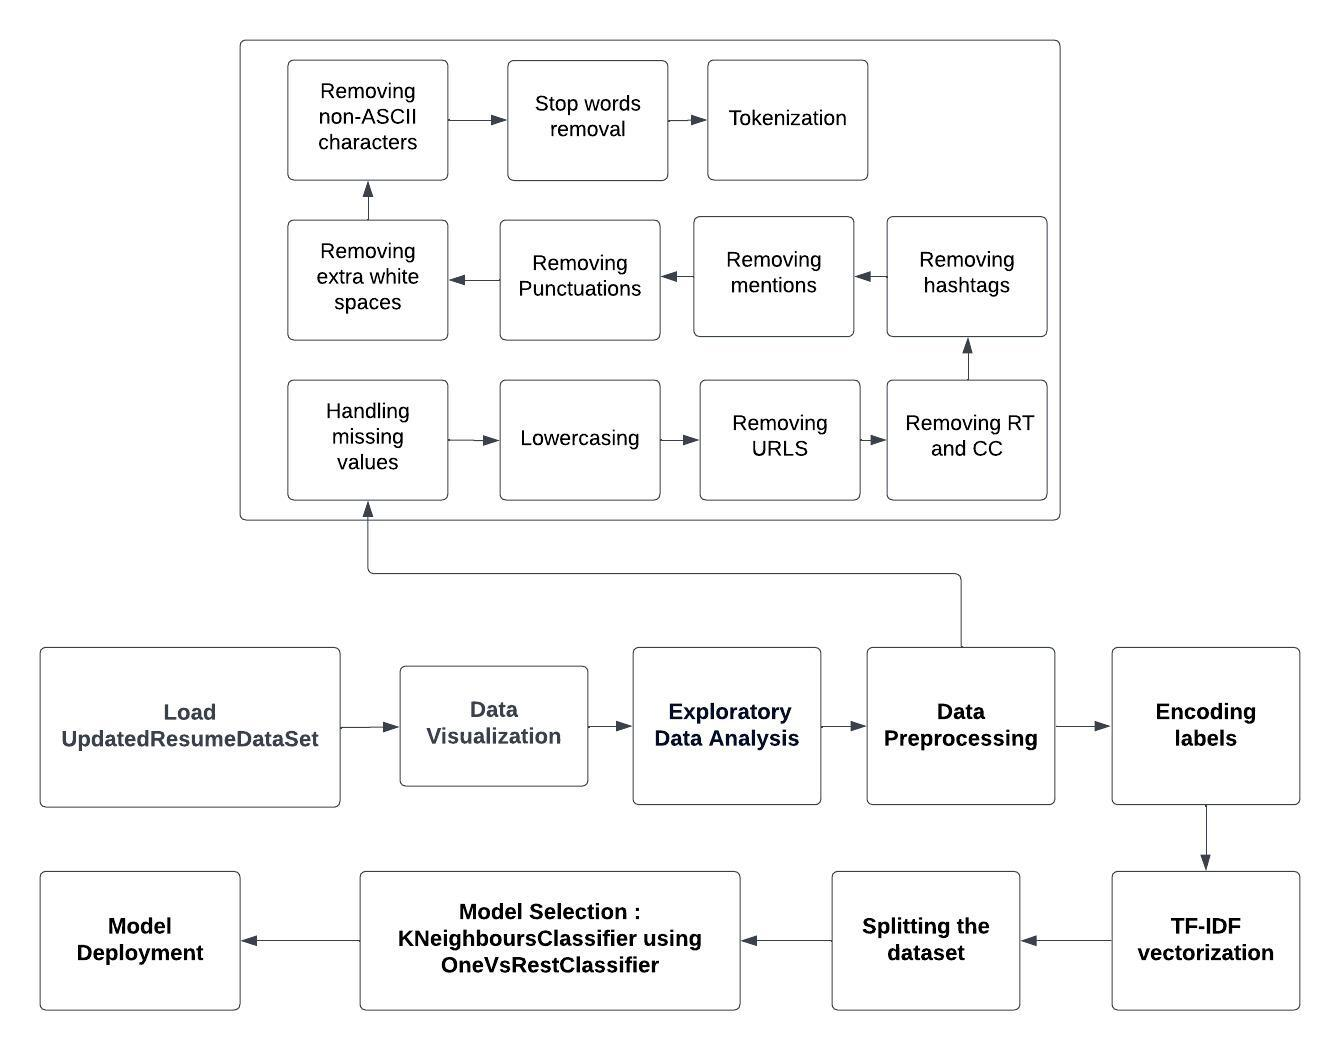 Removing
non-ASCII
characters
Stop words
removal
Tokenization
Removing
extra white
spaces
Removing
Punctuations
Removing
mentions
Removing
hashtags
Handling
missing
values
Lowercasing
Removing
URLS
Removing RT
and CC
Load
UpdatedResumeDataSet
Data
Visualization
Exploratory
Data Analysis
Data
Preprocessing
Encoding
labels
Model
Deployment
Model Selection :
KNeighboursClassifier using
OneVsRestClassifier
Splitting the
dataset
TF-IDF
vectorization